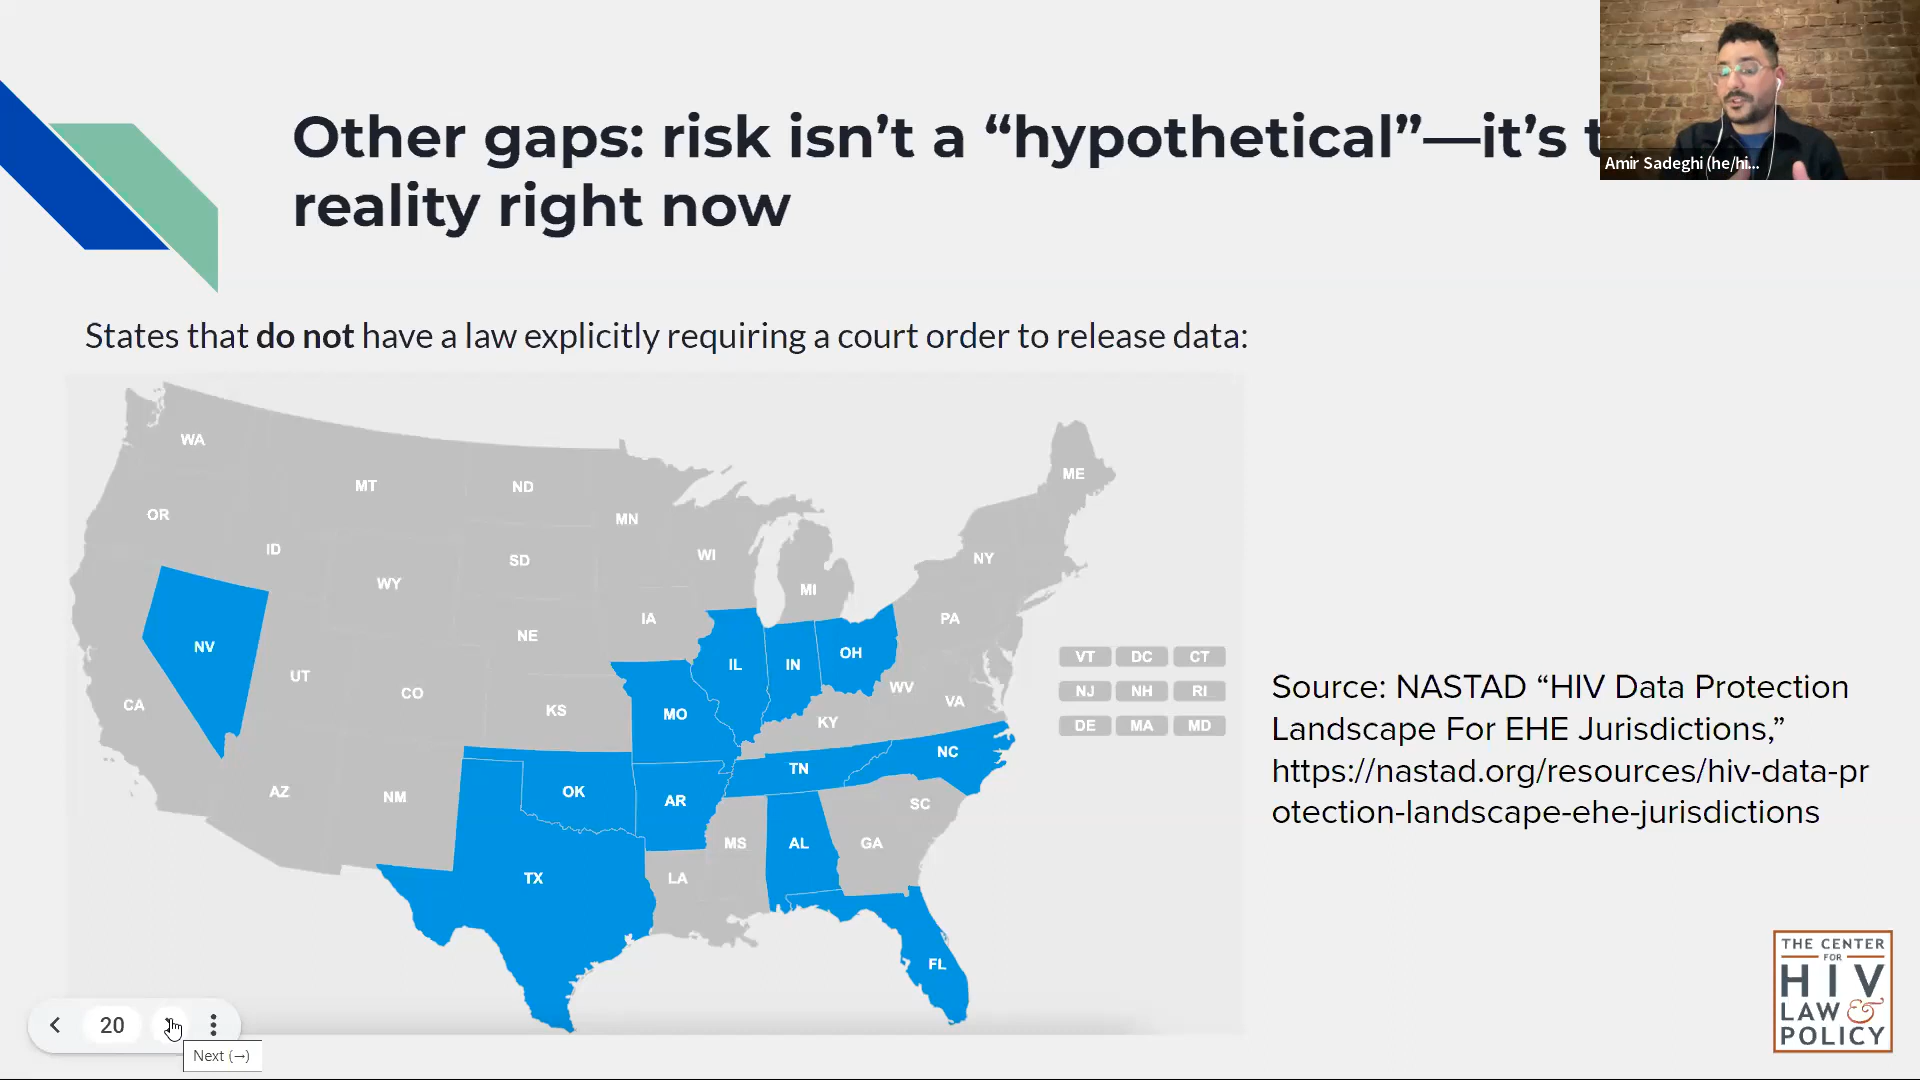 Other gaps: risk isn’t a “hypothetical”—it’s
reality right now
Amir Sadeghi (he/hi...
States that do not have a law explicitly requiring a court order to release data:
WA
MT
ND
MN
ME
OR
ID
SD
WI
NY
WY
MI
IA
PA
NE
NV
UT
CO
IL
IN
OH
WV
VA
CA
KS
MO
KY
VT DC CT
NJ NH RI
DE MA MD
AZ
NM
OK
AR
TN
NC
SC
MS
AL
GA
TX
LA
FL
Source: NASTAD “HIV Data Protection
Landscape For EHE Jurisdictions,”
https://nastad.org/resources/hiv-data-pr
otection-landscape-ehe-jurisdictions
THE CENTER
FOR
HIV
LAW &
POLICY
20
Next (→)